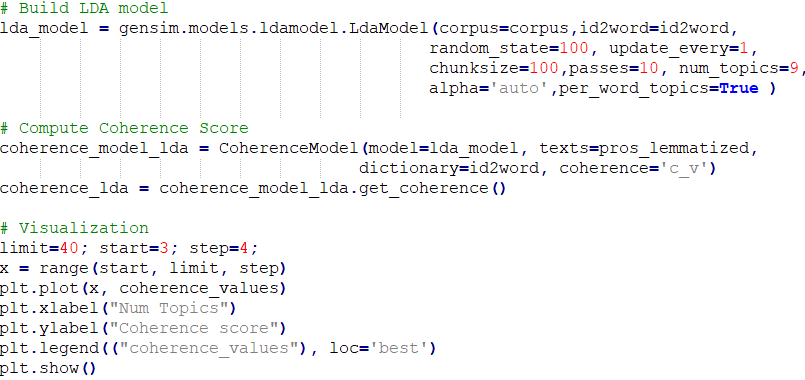 # Build LDA model
lda_model = gensim.models.ldamodel.LdaModel(corpus=corpus,id2word=id2word,
random_state=100, update_every=1,
chunksize=100,passes=10, num_topics=9,
alpha='auto',per_word_topics=True )
# Compute Coherence Score
coherence_model_lda = CoherenceModel(model=lda_model, texts=pros_lemmatized,
dictionary=id2word, coherence='c_v')
coherence_lda = coherence_model_lda.get_coherence()
# Visualization
limit=40; start=3; step=4;
x = range(start, limit, step)
plt.plot(x, coherence_values)
plt.xlabel("Num Topics")
plt.ylabel("Coherence score")
plt.legend(("coherence_values"), loc='best')
plt.show()